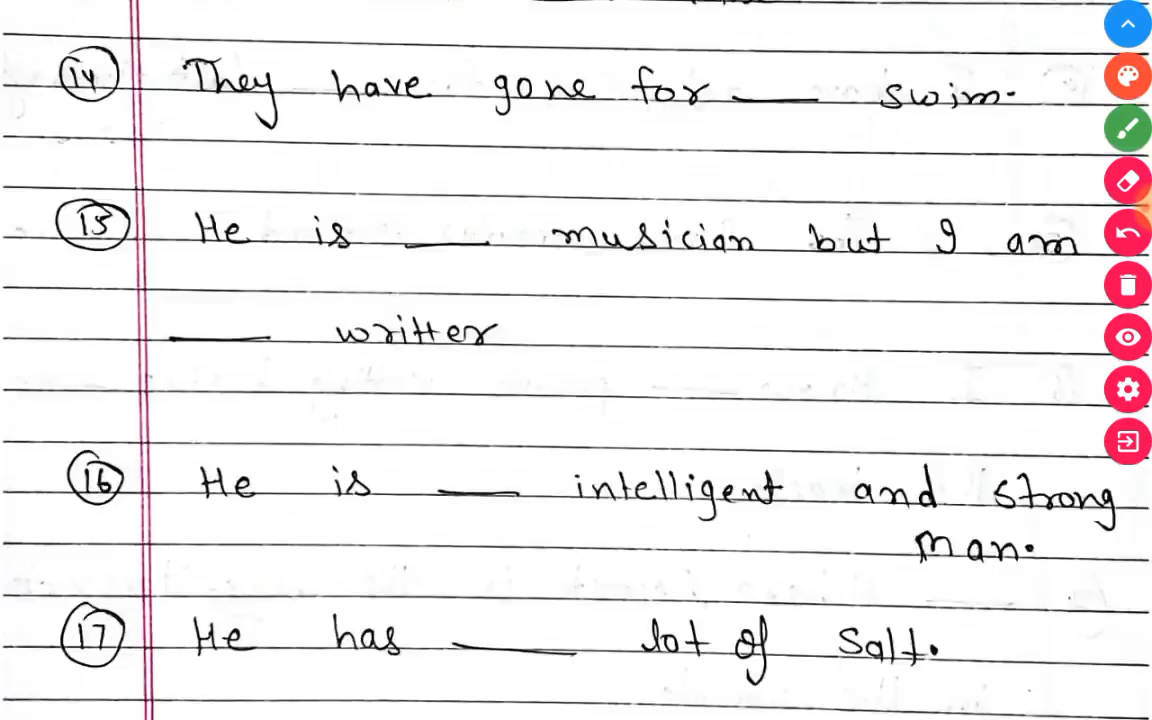 14 They have gone for ___ swim.
15 He is ___ musician but I am
___ writter
16 He is ___ intelligent and strong
man.
17 He has ___ lot of salt.